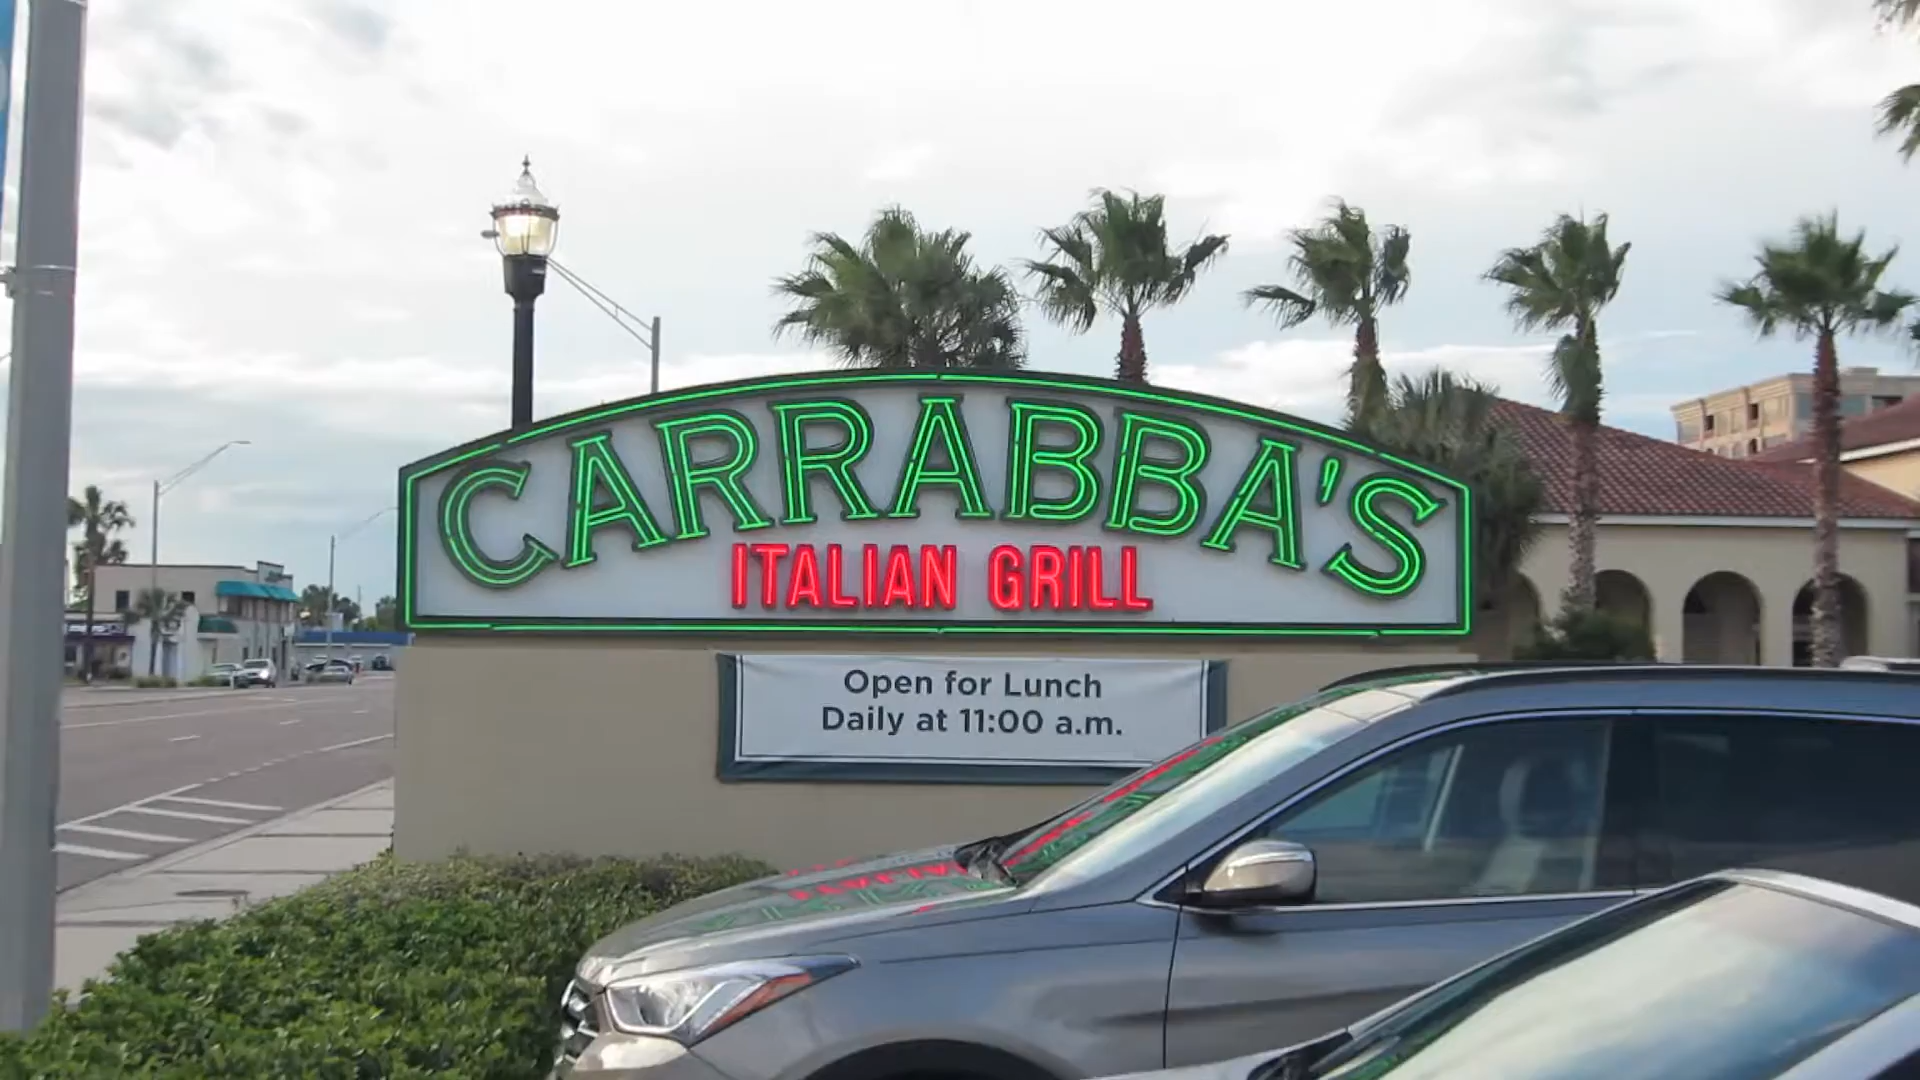 CARRABBA'S
ITALIAN GRILL
Open for Lunch
Daily at 11:00 a.m.